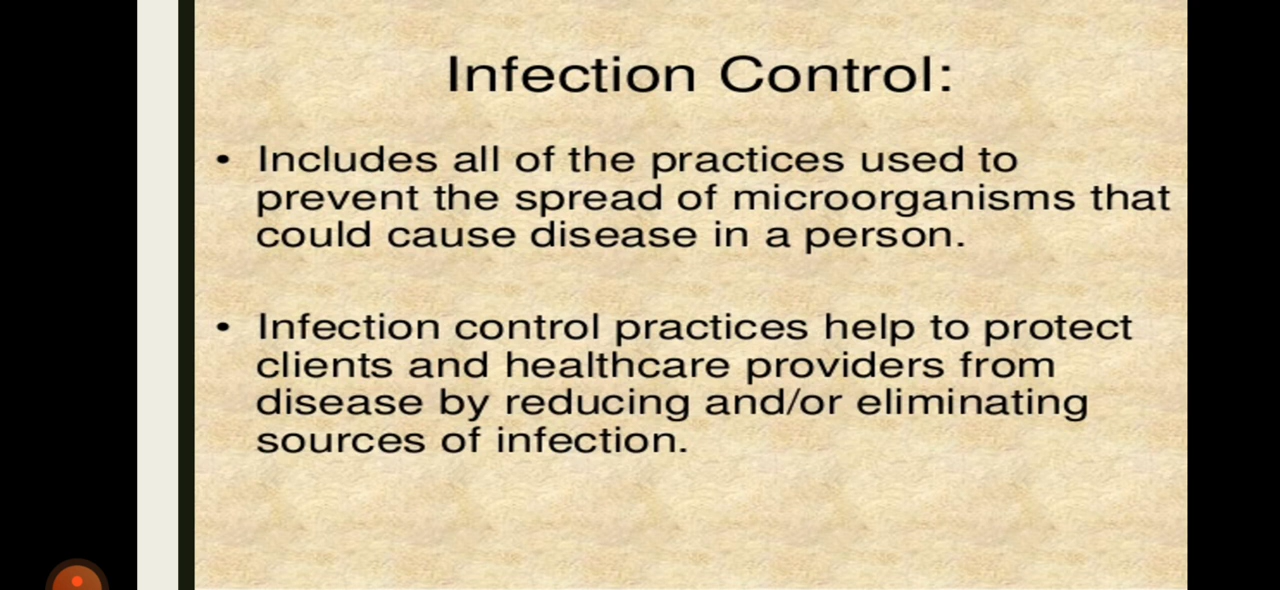 Infection Control:
• Includes all of the practices used to
prevent the spread of microorganisms that
could cause disease in a person.
• Infection control practices help to protect
clients and healthcare providers from
disease by reducing and/or eliminating
sources of infection.